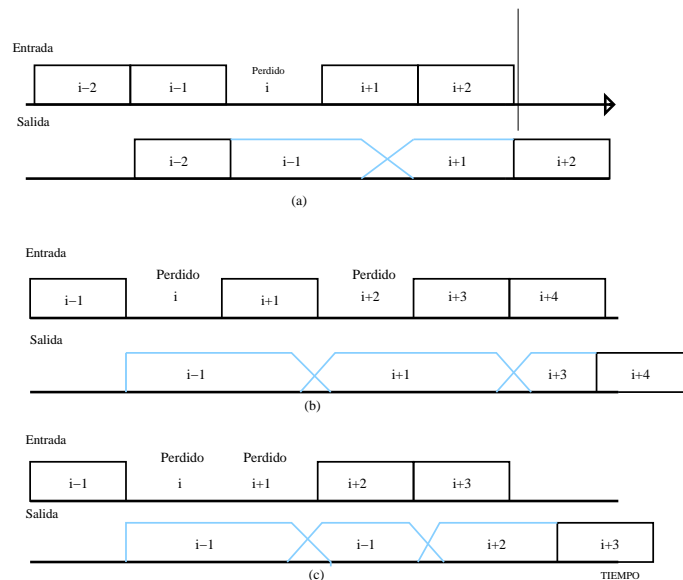 Entrada
Perdido
i−2 i−1 i i+1 i+2
Salida
i−2 i−1 i+1 i+2
(a)
Entrada
Perdido Perdido
i−1 i i+1 i+2 i+3 i+4
Salida
i−1 i+1 i+3 i+4
(b)
Entrada
Perdido Perdido
i−1 i i+1 i+2 i+3
Salida
i−1 i−1 i+2 i+3
(c) TIEMPO